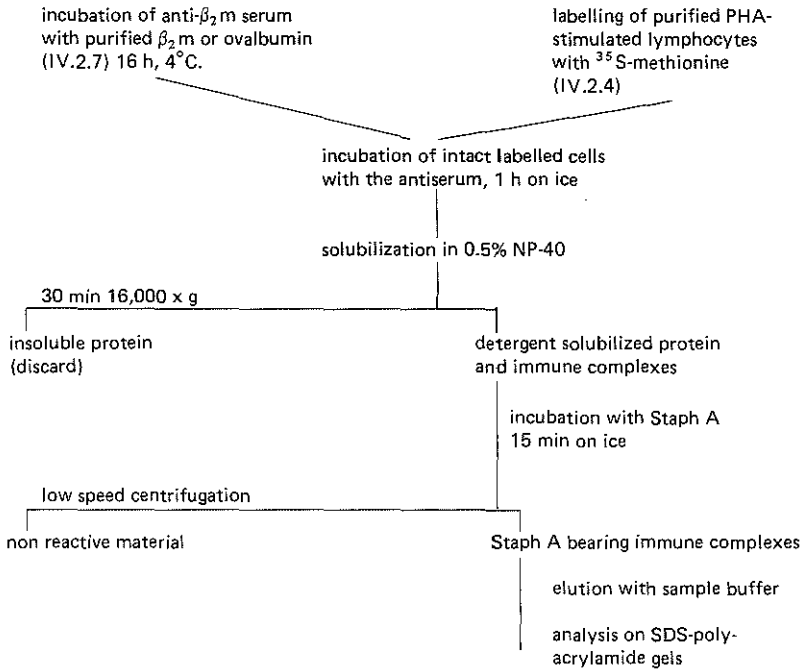 incubation of anti-β₂m serum
with purified β₂m or ovalbumin
(IV.2.7) 16 h, 4°C.
labelling of purified PHA-
stimulated lymphocytes
with ³⁵S-methionine
(IV.2.4)
incubation of intact labelled cells
with the antiserum, 1 h on ice
solubilization in 0.5% NP-40
30 min 16,000 x g
insoluble protein
(discard)
detergent solubilized protein
and immune complexes
incubation with Staph A
15 min on ice
low speed centrifugation
non reactive material
Staph A bearing immune complexes
elution with sample buffer
analysis on SDS-poly-
acrylamide gels